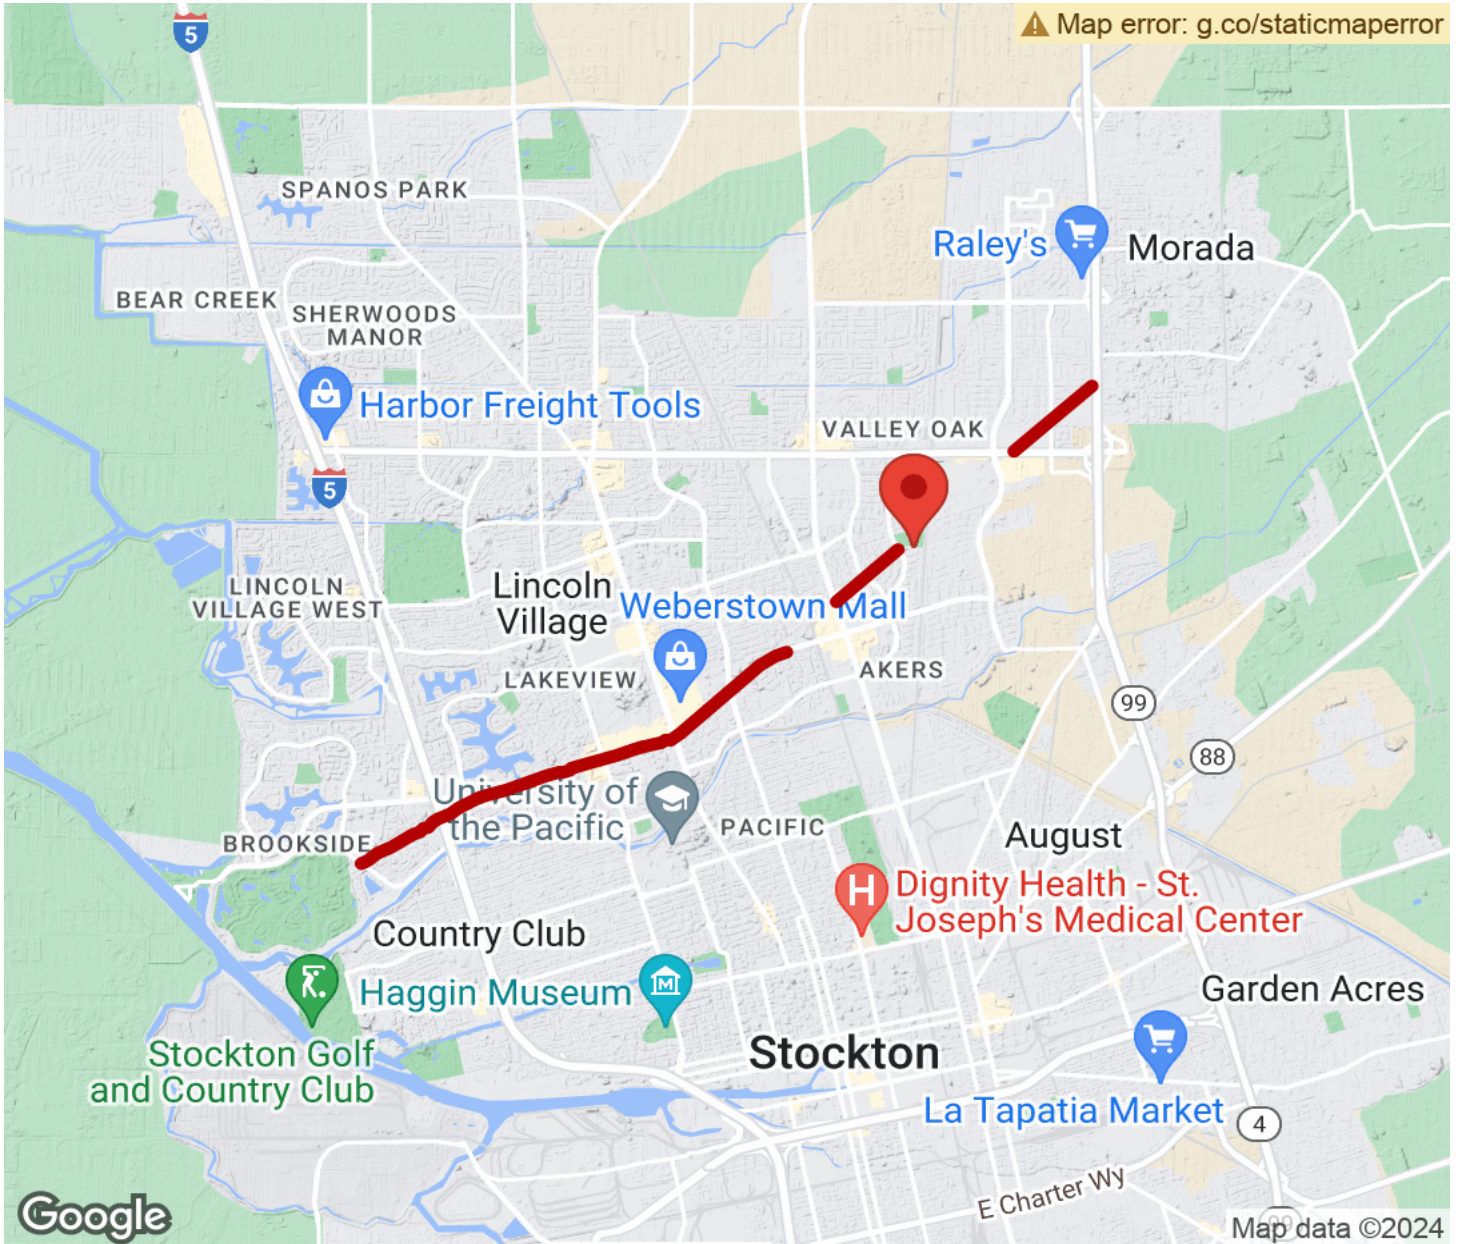 5
Map error: g.co/staticmaperror
SPANOS PARK
Raley's
Morada
BEAR CREEK
SHERWOODS
MANOR
Harbor Freight Tools
VALLEY OAK
5
LINCOLN
VILLAGE WEST
Lincoln
Village
Weberstown Mall
LAKEVIEW
AKERS
99
88
University of
the Pacific
PACIFIC
August
BROOKSIDE
H
Dignity Health - St.
Joseph's Medical Center
Country Club
Haggin Museum
M
Garden Acres
Stockton
Stockton Golf
and Country Club
La Tapatia Market
4
E Charter Wy
Google
99
Map data ©2024